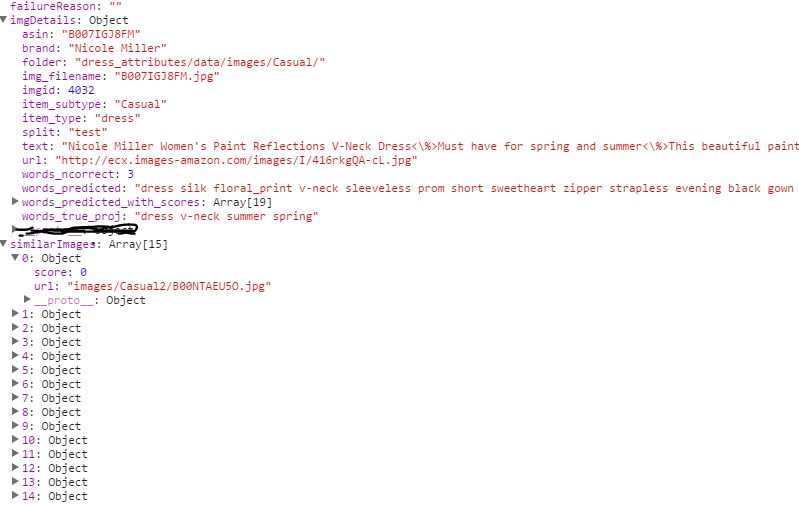 failureReason: ""
▼imgDetails: Object
asin: "B007IGJ8FM"
brand: "Nicole Miller"
folder: "dress_attributes/data/images/Casual/"
img_filename: "B007IGJ8FM.jpg"
imgid: 4032
item_subtype: "Casual"
item_type: "dress"
split: "test"
text: "Nicole Miller Women's Paint Reflections V-Neck Dress<\%>Must have for spring and summer<\%>This beautiful paint
url: "http://ecx.images-amazon.com/images/I/416rkgQA-cL.jpg"
words_ncorrect: 3
words_predicted: "dress silk floral_print v-neck sleeveless prom short sweetheart zipper strapless evening black gown
▶words_predicted_with_scores: Array[19]
words_true_proj: "dress v-neck summer spring"
▼similarImages: Array[15]
▼0: Object
score: 0
url: "images/Casual2/B00NTAEU5O.jpg"
▶__proto__: Object
▶1: Object
▶2: Object
▶3: Object
▶4: Object
▶5: Object
▶6: Object
▶7: Object
▶8: Object
▶9: Object
▶10: Object
▶11: Object
▶12: Object
▶13: Object
▶14: Object